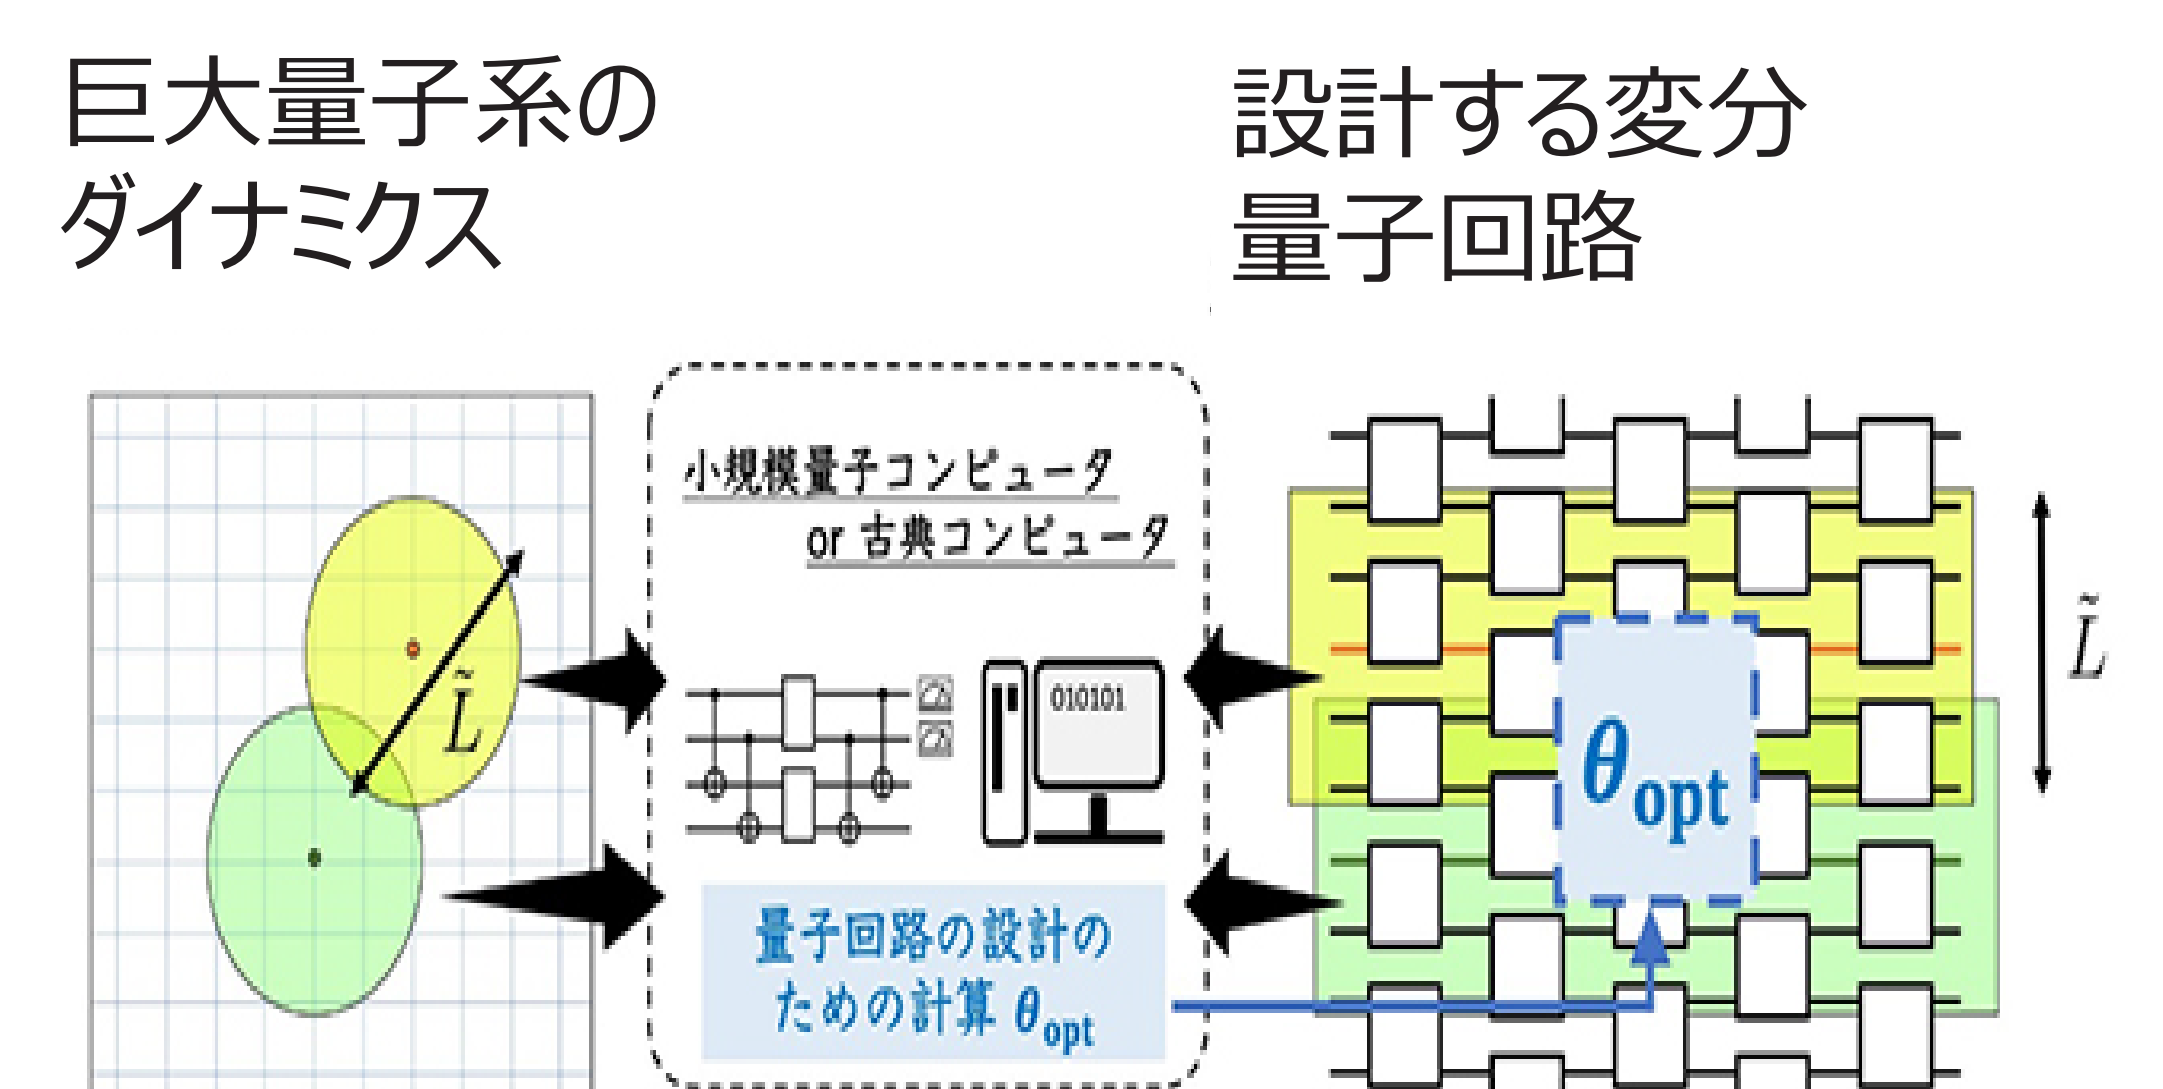 巨大量子系の
ダイナミクス
設計する変分
量子回路
小規模量子コンピュータ
or 古典コンピュータ
L̃
010101
θopt
L̃
量子回路の設計の
ための計算 θopt